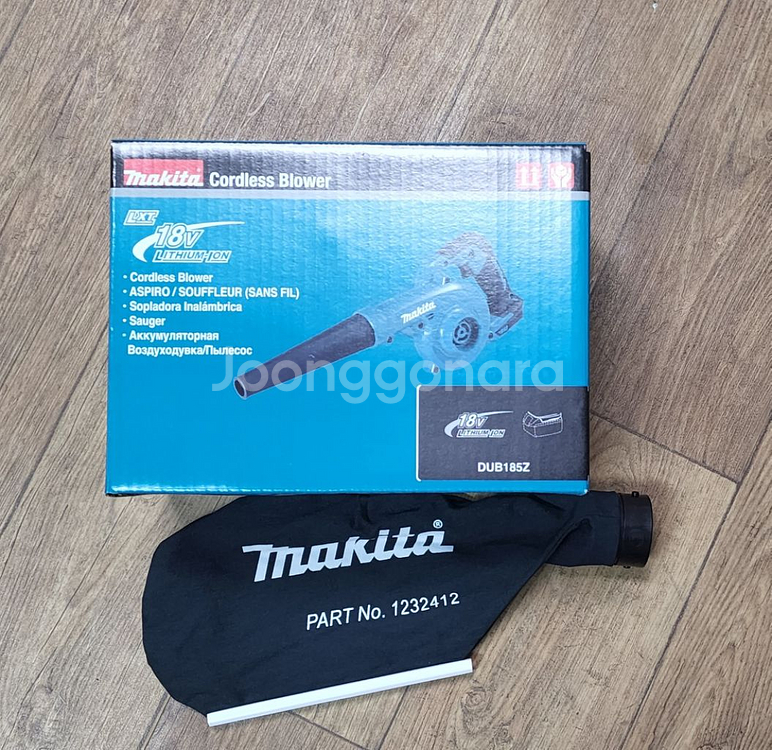 makita Cordless Blower
LXT
18V
LITHIUM-ION
· Cordless Blower
· ASPIRO / SOUFFLEUR (SANS FIL)
· Sopladora Inalámbrica
· Sauger
· Аккумуляторная
Воздуходувка/Пылесос
makita
Joonggonara
18V
LITHIUM-ION
DUB185Z
makita®
PART No. 1232412